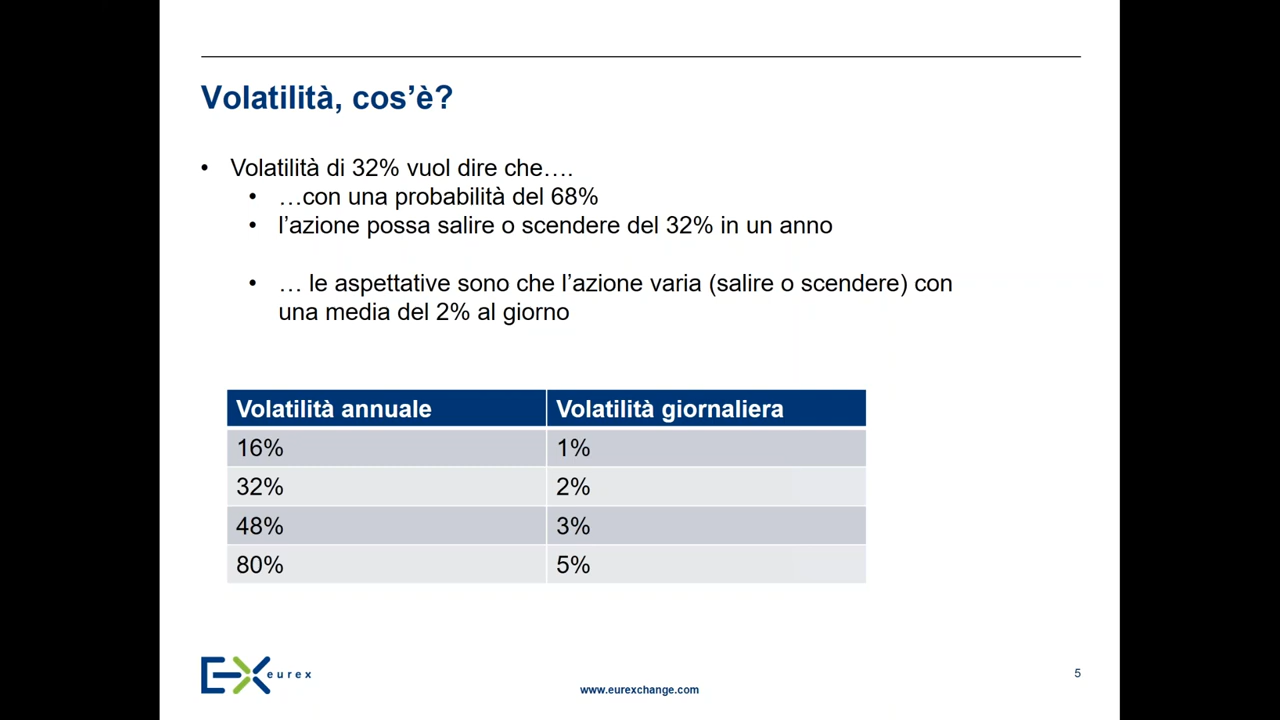 Volatilità, cos’è?
• Volatilità di 32% vuol dire che….
• …con una probabilità del 68%
• l’azione possa salire o scendere del 32% in un anno
• … le aspettative sono che l’azione varia (salire o scendere) con
una media del 2% al giorno
Volatilità annuale Volatilità giornaliera
16% 1%
32% 2%
48% 3%
80% 5%
EX eurex
www.eurexchange.com
5